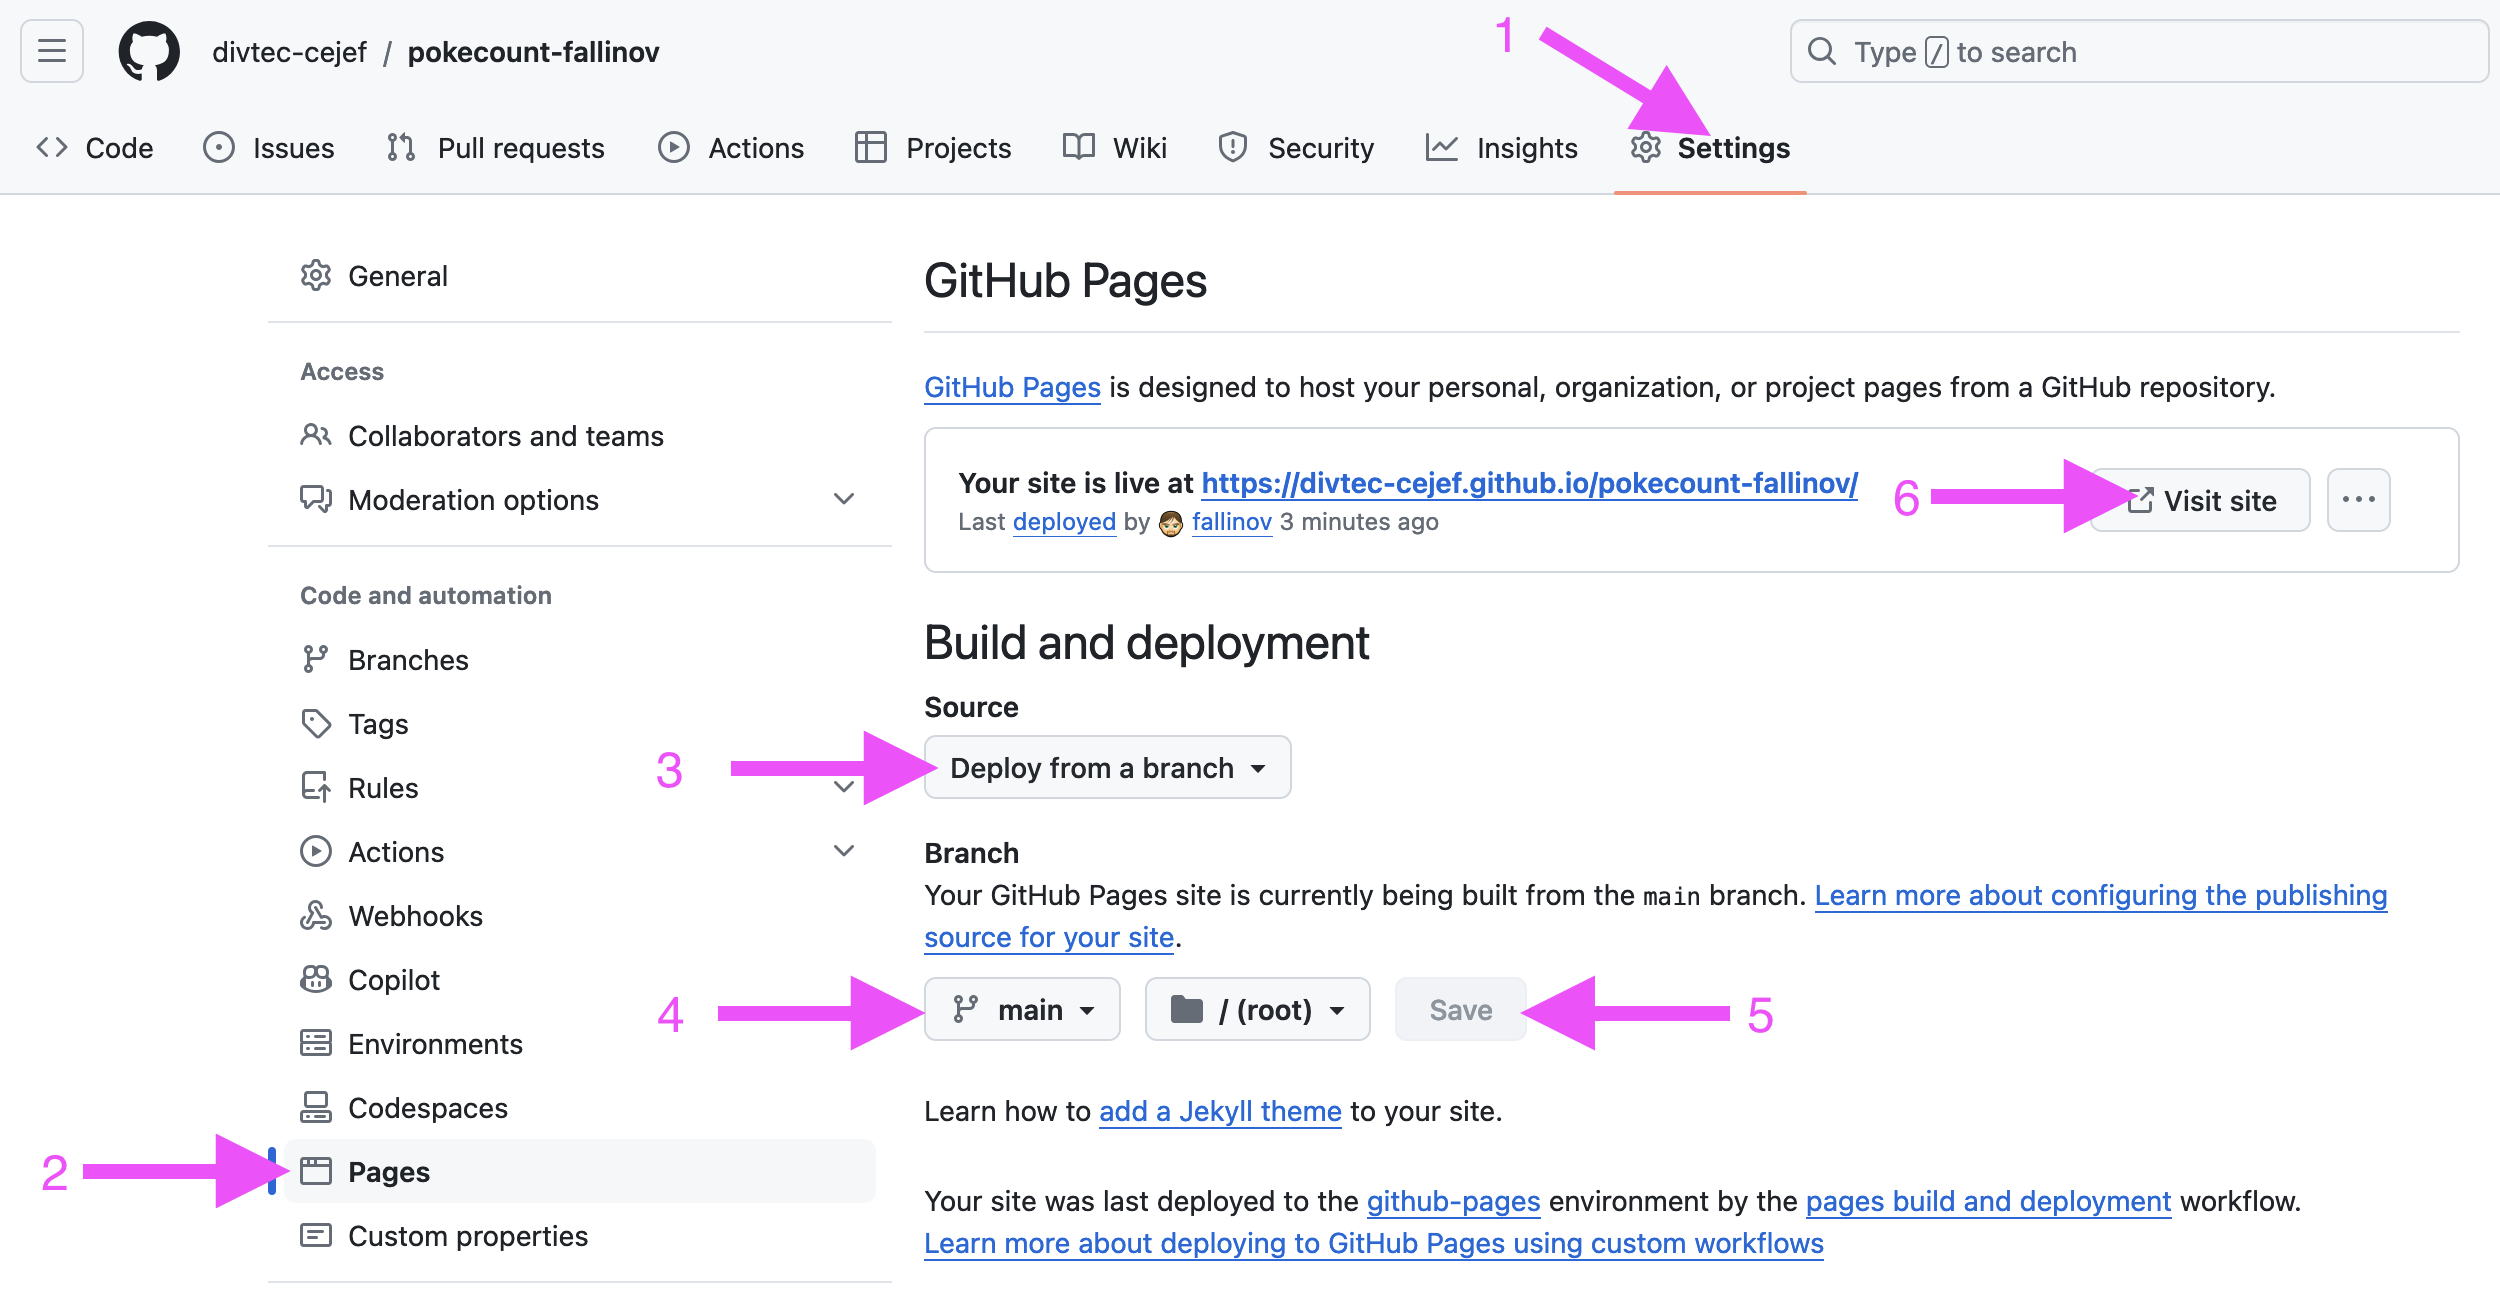 divtec-cejef / pokecount-fallinov
1
Type / to search
Code Issues Pull requests Actions Projects Wiki Security Insights Settings
General
Access
Collaborators and teams
Moderation options
Code and automation
Branches
Tags
Rules
Actions
Webhooks
Copilot
Environments
Codespaces
2 Pages
Custom properties
GitHub Pages
GitHub Pages is designed to host your personal, organization, or project pages from a GitHub repository.
Your site is live at https://divtec-cejef.github.io/pokecount-fallinov/
Last deployed by fallinov 3 minutes ago
6 Visit site
Build and deployment
Source
3 Deploy from a branch
Branch
Your GitHub Pages site is currently being built from the main branch. Learn more about configuring the publishing
source for your site.
4 main / (root) Save 5
Learn how to add a Jekyll theme to your site.
Your site was last deployed to the github-pages environment by the pages build and deployment workflow.
Learn more about deploying to GitHub Pages using custom workflows